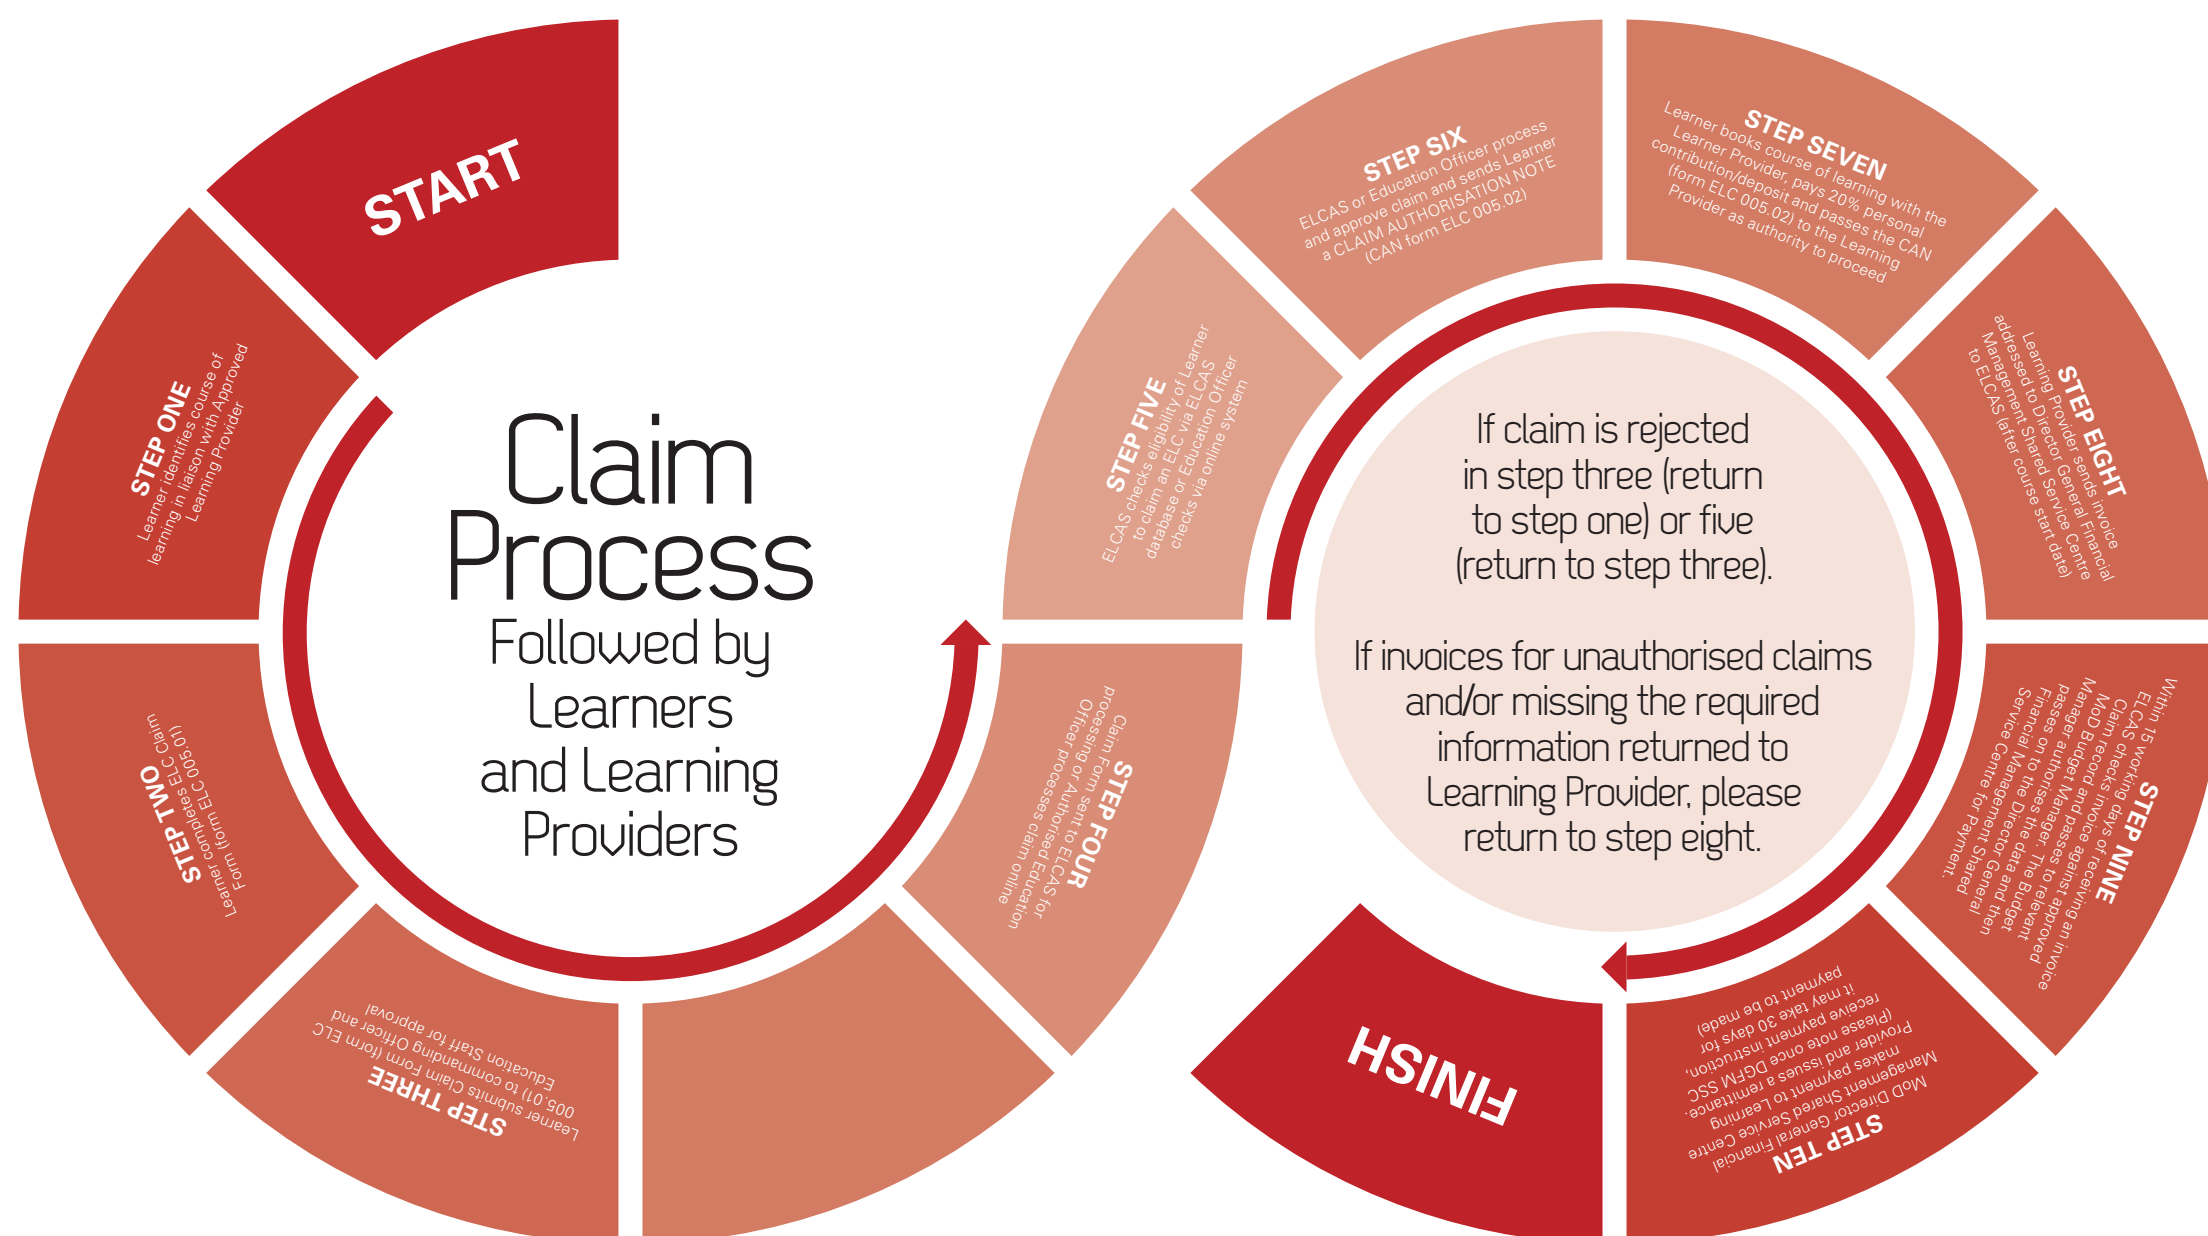 START
STEP ONE
Learner identifies course of
learning in liaison with Approved
Learning Provider
STEP TWO
Learner completes ELC Claim
Form (form ELC 005.01)
STEP THREE
Learner submits Claim Form (form ELC
005.01) to commanding Officer and
Education Staff for approval
STEP FOUR
Claim Form sent to ELCAS for
processing or Authorised Education
Officer processes claim online
Claim
Process
Followed by
Learners
and Learning
Providers
STEP FIVE
ELCAS checks eligibility of Learner
to claim an ELC via ELCAS
database or Education Officer
checks via online system
STEP SIX
ELCAS or Education Officer process
and approve claim and sends Learner
a CLAIM AUTHORISATION NOTE
(CAN form ELC 005.02)
STEP SEVEN
Learner books course of learning with the
Learner Provider, pays 20% personal
contribution/deposit and passes the CAN
(form ELC 005.02) to the Learning
Provider as authority to proceed
STEP EIGHT
Learning Provider sends invoice
addressed to Director General Financial
Management Shared Service Centre
to ELCAS (after course start date)
STEP NINE
Within 15 working days of receiving an invoice
ELCAS checks invoice against approved
Claim record and passes to relevant
MoD Budget Manager. The Budget
Manager authorises the data and then
passes on to the Director General
Financial Management Shared
Service Centre for Payment.
STEP TEN
MoD Director General Financial
Management Shared Service Centre
makes payment to Learning
Provider and issues a remittance.
(Please note once DGFM SSC
receive payment instruction,
it may take 30 days for
payment to be made)
FINISH
If claim is rejected
in step three (return
to step one) or five
(return to step three).
If invoices for unauthorised claims
and/or missing the required
information returned to
Learning Provider, please
return to step eight.